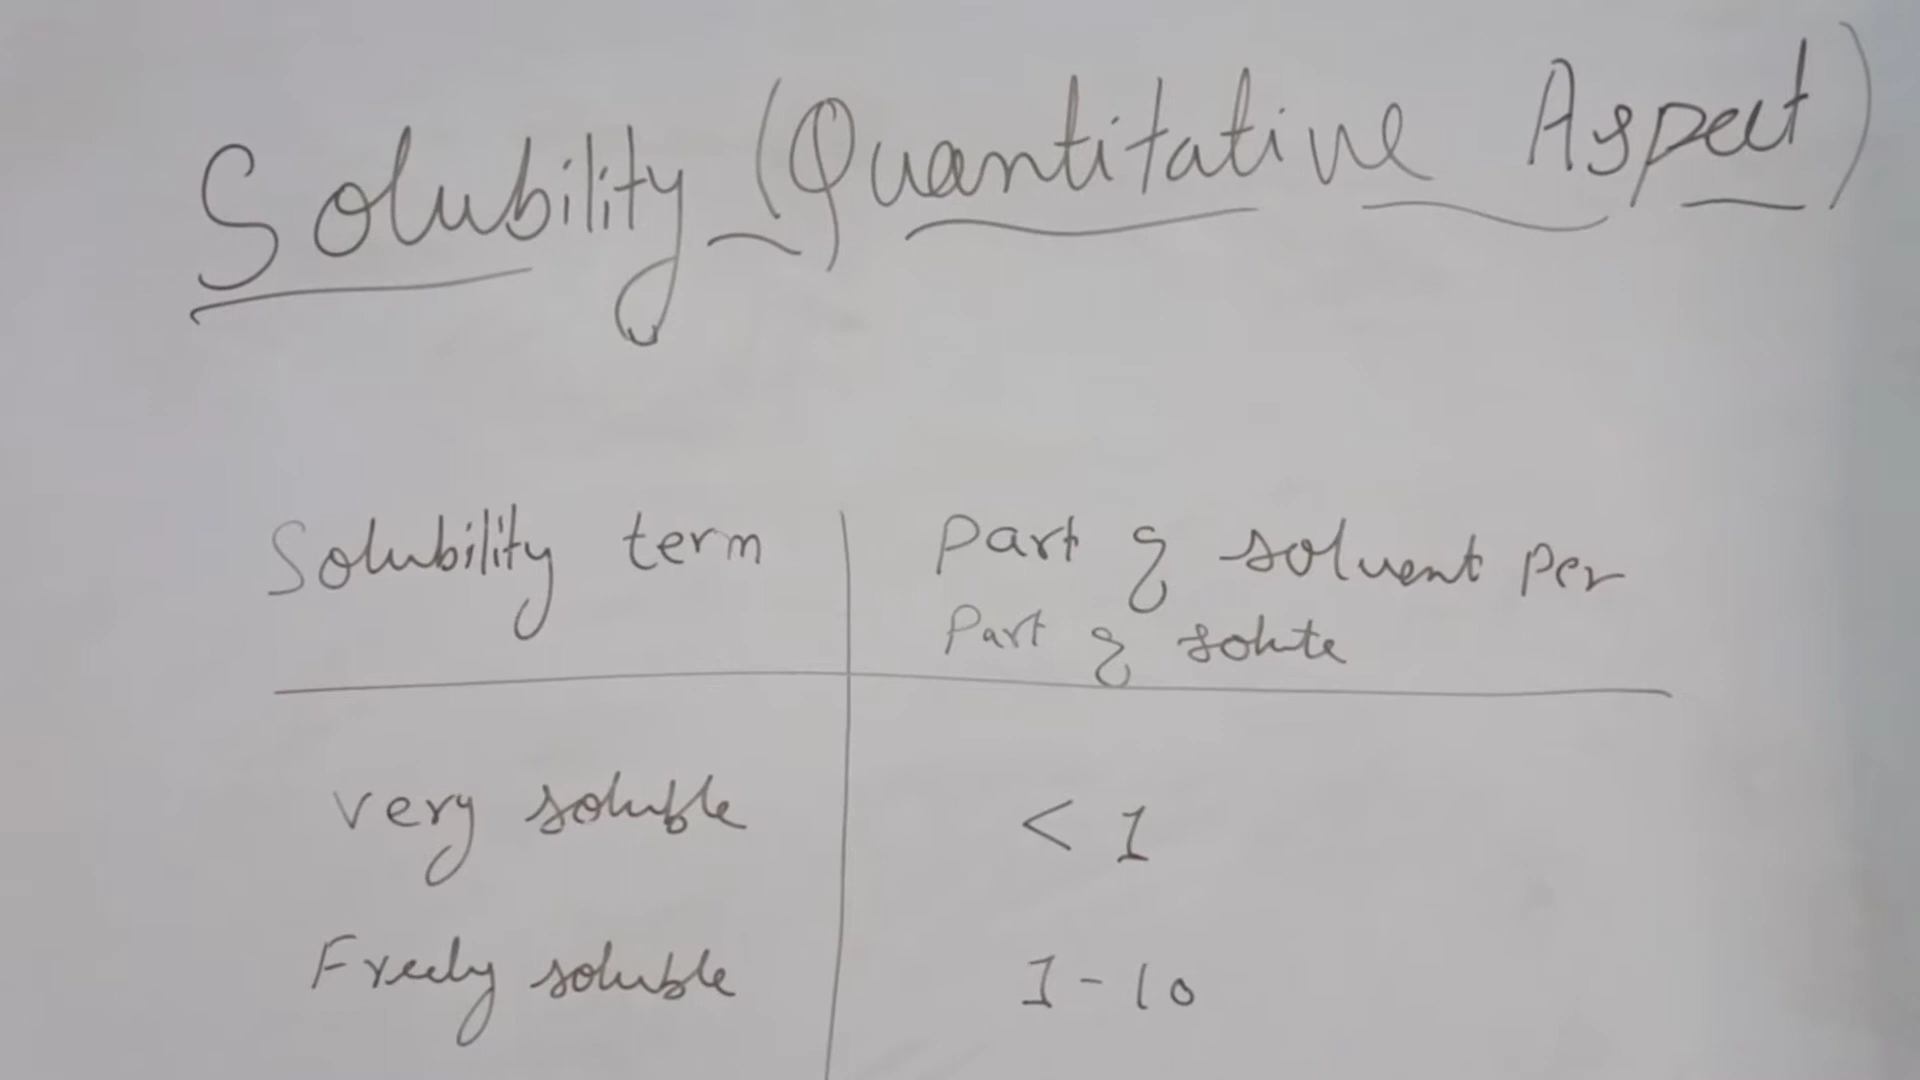 Solubility (Quantitative Aspect)
Solubility term
Part of solvent per
Part of solute
very soluble
< 1
Freely soluble
1-10